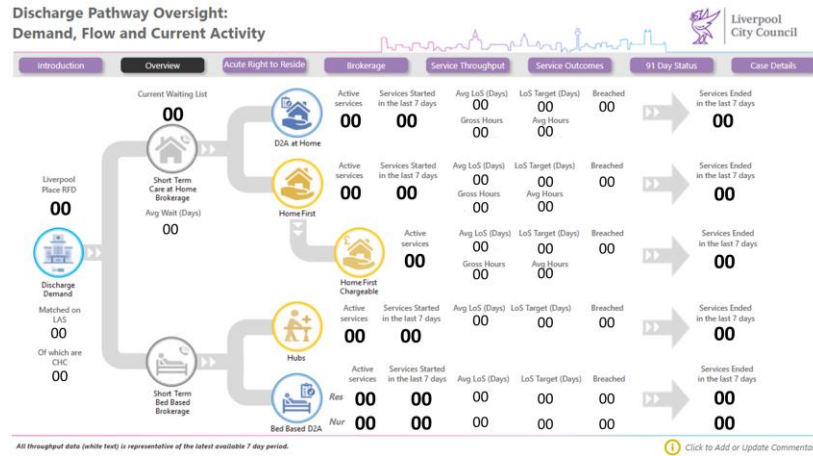 Discharge Pathway Oversight:
Demand, Flow and Current Activity
Liverpool
City Council
Introduction
Overview
Acute Right to Reside
Brokerage
Service Throughput
Service Outcomes
91 Day Status
Case Details
Liverpool
Place RFD
00
Discharge
Demand
Matched on
LAS
00
Of which are
CHC
00
Current Waiting List
00
Short Term
Care at Home
Brokerage
Avg Wait (Days)
00
Short Term
Bed Based
Brokerage
D2A at Home
Active
services
00
Services Started
in the last 7 days
00
Avg LoS (Days)
00
Gross Hours
00
LoS Target (Days)
00
Avg Hours
00
Breached
00
Services Ended
in the last 7 days
00
Home First
Active
services
00
Services Started
in the last 7 days
00
Avg LoS (Days)
00
Gross Hours
00
LoS Target (Days)
00
Avg Hours
00
Breached
00
Services Ended
in the last 7 days
00
£
Home First
Chargeable
Active
services
00
Avg LoS (Days)
00
Gross Hours
00
LoS Target (Days)
00
Avg Hours
00
Breached
00
Services Ended
in the last 7 days
00
Hubs
Active
services
00
Services Started
in the last 7 days
00
Avg LoS (Days)
00
LoS Target (Days)
00
Breached
00
Services Ended
in the last 7 days
00
Bed Based D2A
Active
services
Services Started
in the last 7 days
Avg LoS (Days)
LoS Target (Days)
Breached
Services Ended
in the last 7 days
Res 00 00 00 00 00 00
Nur 00 00 00 00 00 00
All throughput data (white text) is representative of the latest available 7 day period.
i Click to Add or Update Commenta